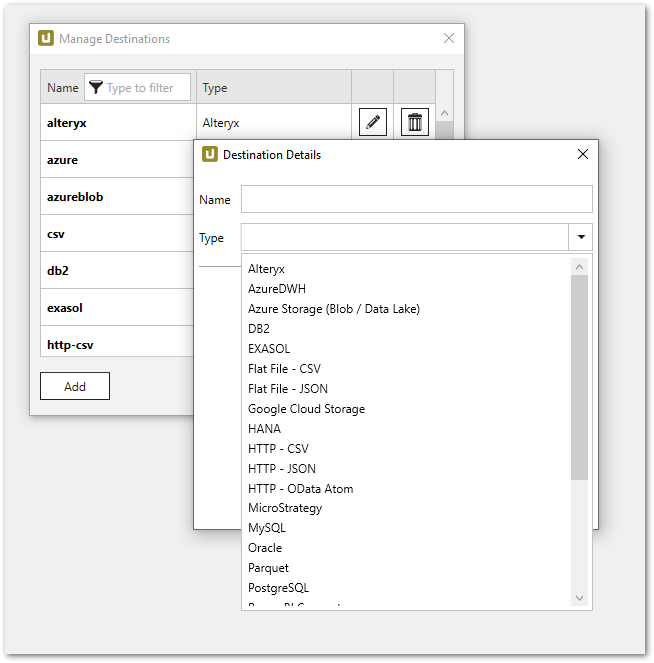 Manage Destinations
Name Type to filter Type
alteryx Alteryx
azure
azureblob
csv
db2
exasol
http-csv
Add
Destination Details
Name
Type
Alteryx
AzureDWH
Azure Storage (Blob / Data Lake)
DB2
EXASOL
Flat File - CSV
Flat File - JSON
Google Cloud Storage
HANA
HTTP - CSV
HTTP - JSON
HTTP - OData Atom
MicroStrategy
MySQL
Oracle
Parquet
PostgreSQL